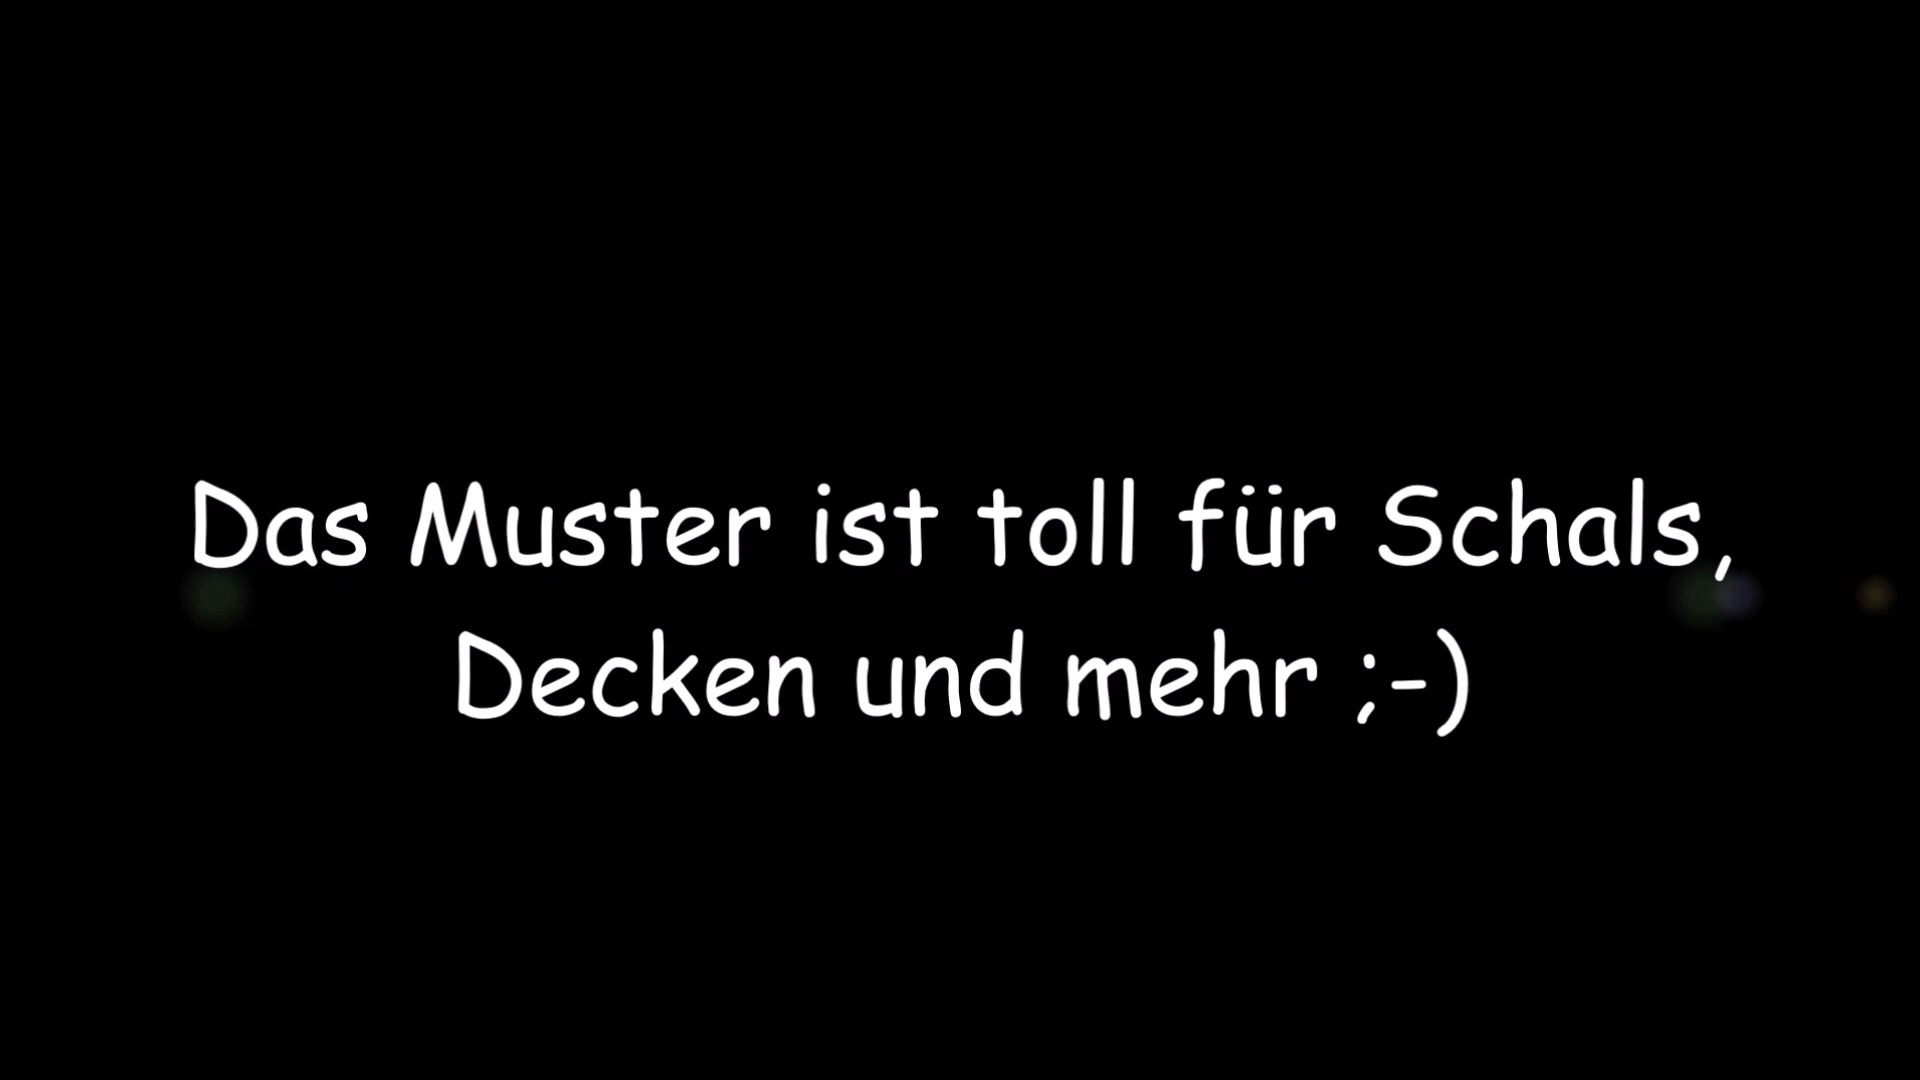 Das Muster ist toll für Schals,
Decken und mehr ;-)